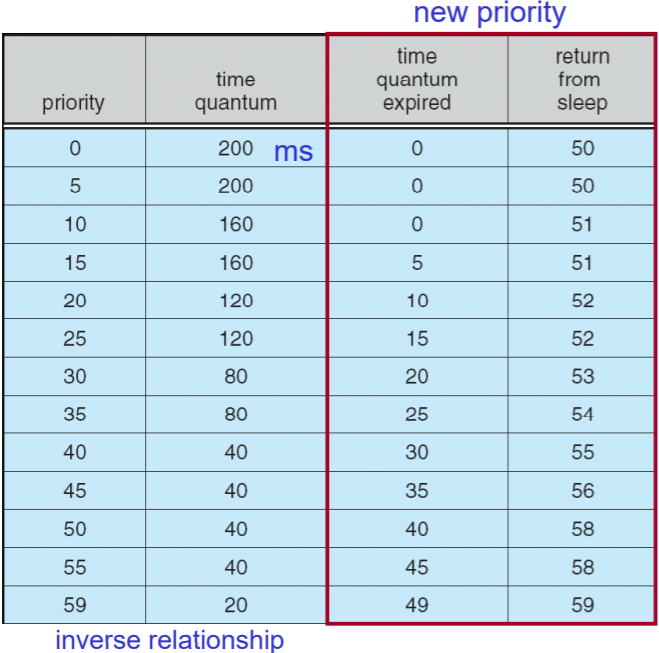 new priority
priority time quantum time quantum expired return from sleep
0 200 ms 0 50
5 200 0 50
10 160 0 51
15 160 5 51
20 120 10 52
25 120 15 52
30 80 20 53
35 80 25 54
40 40 30 55
45 40 35 56
50 40 40 58
55 40 45 58
59 20 49 59
inverse relationship